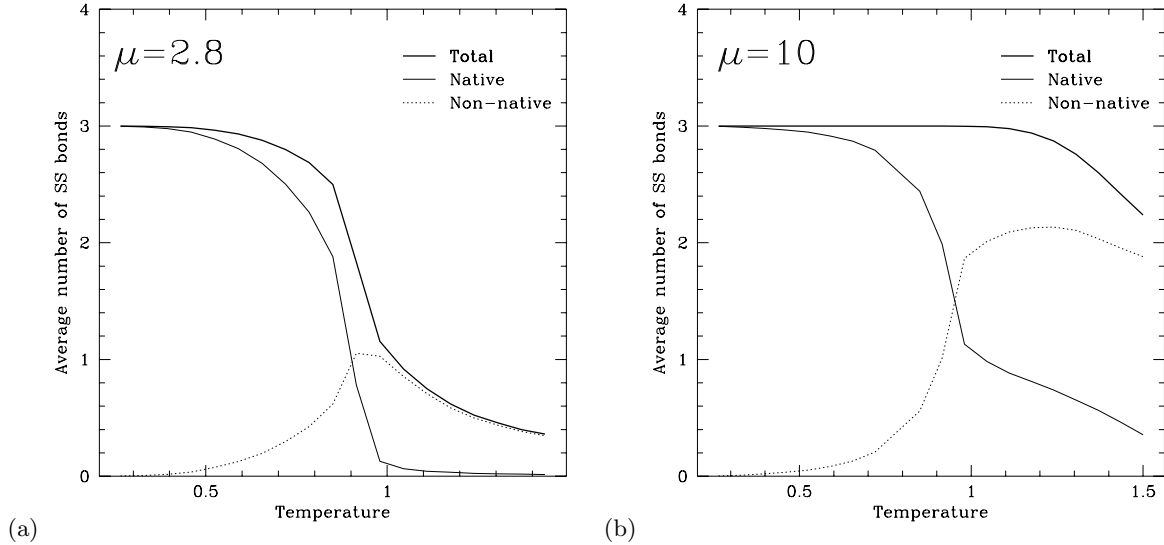 4
3
2
1
0
0.5
1
Average number of SS bonds
Temperature
μ=2.8
Total
Native
Non-native
(a)
4
3
2
1
0
0.5
1
1.5
Average number of SS bonds
Temperature
μ=10
Total
Native
Non-native
(b)